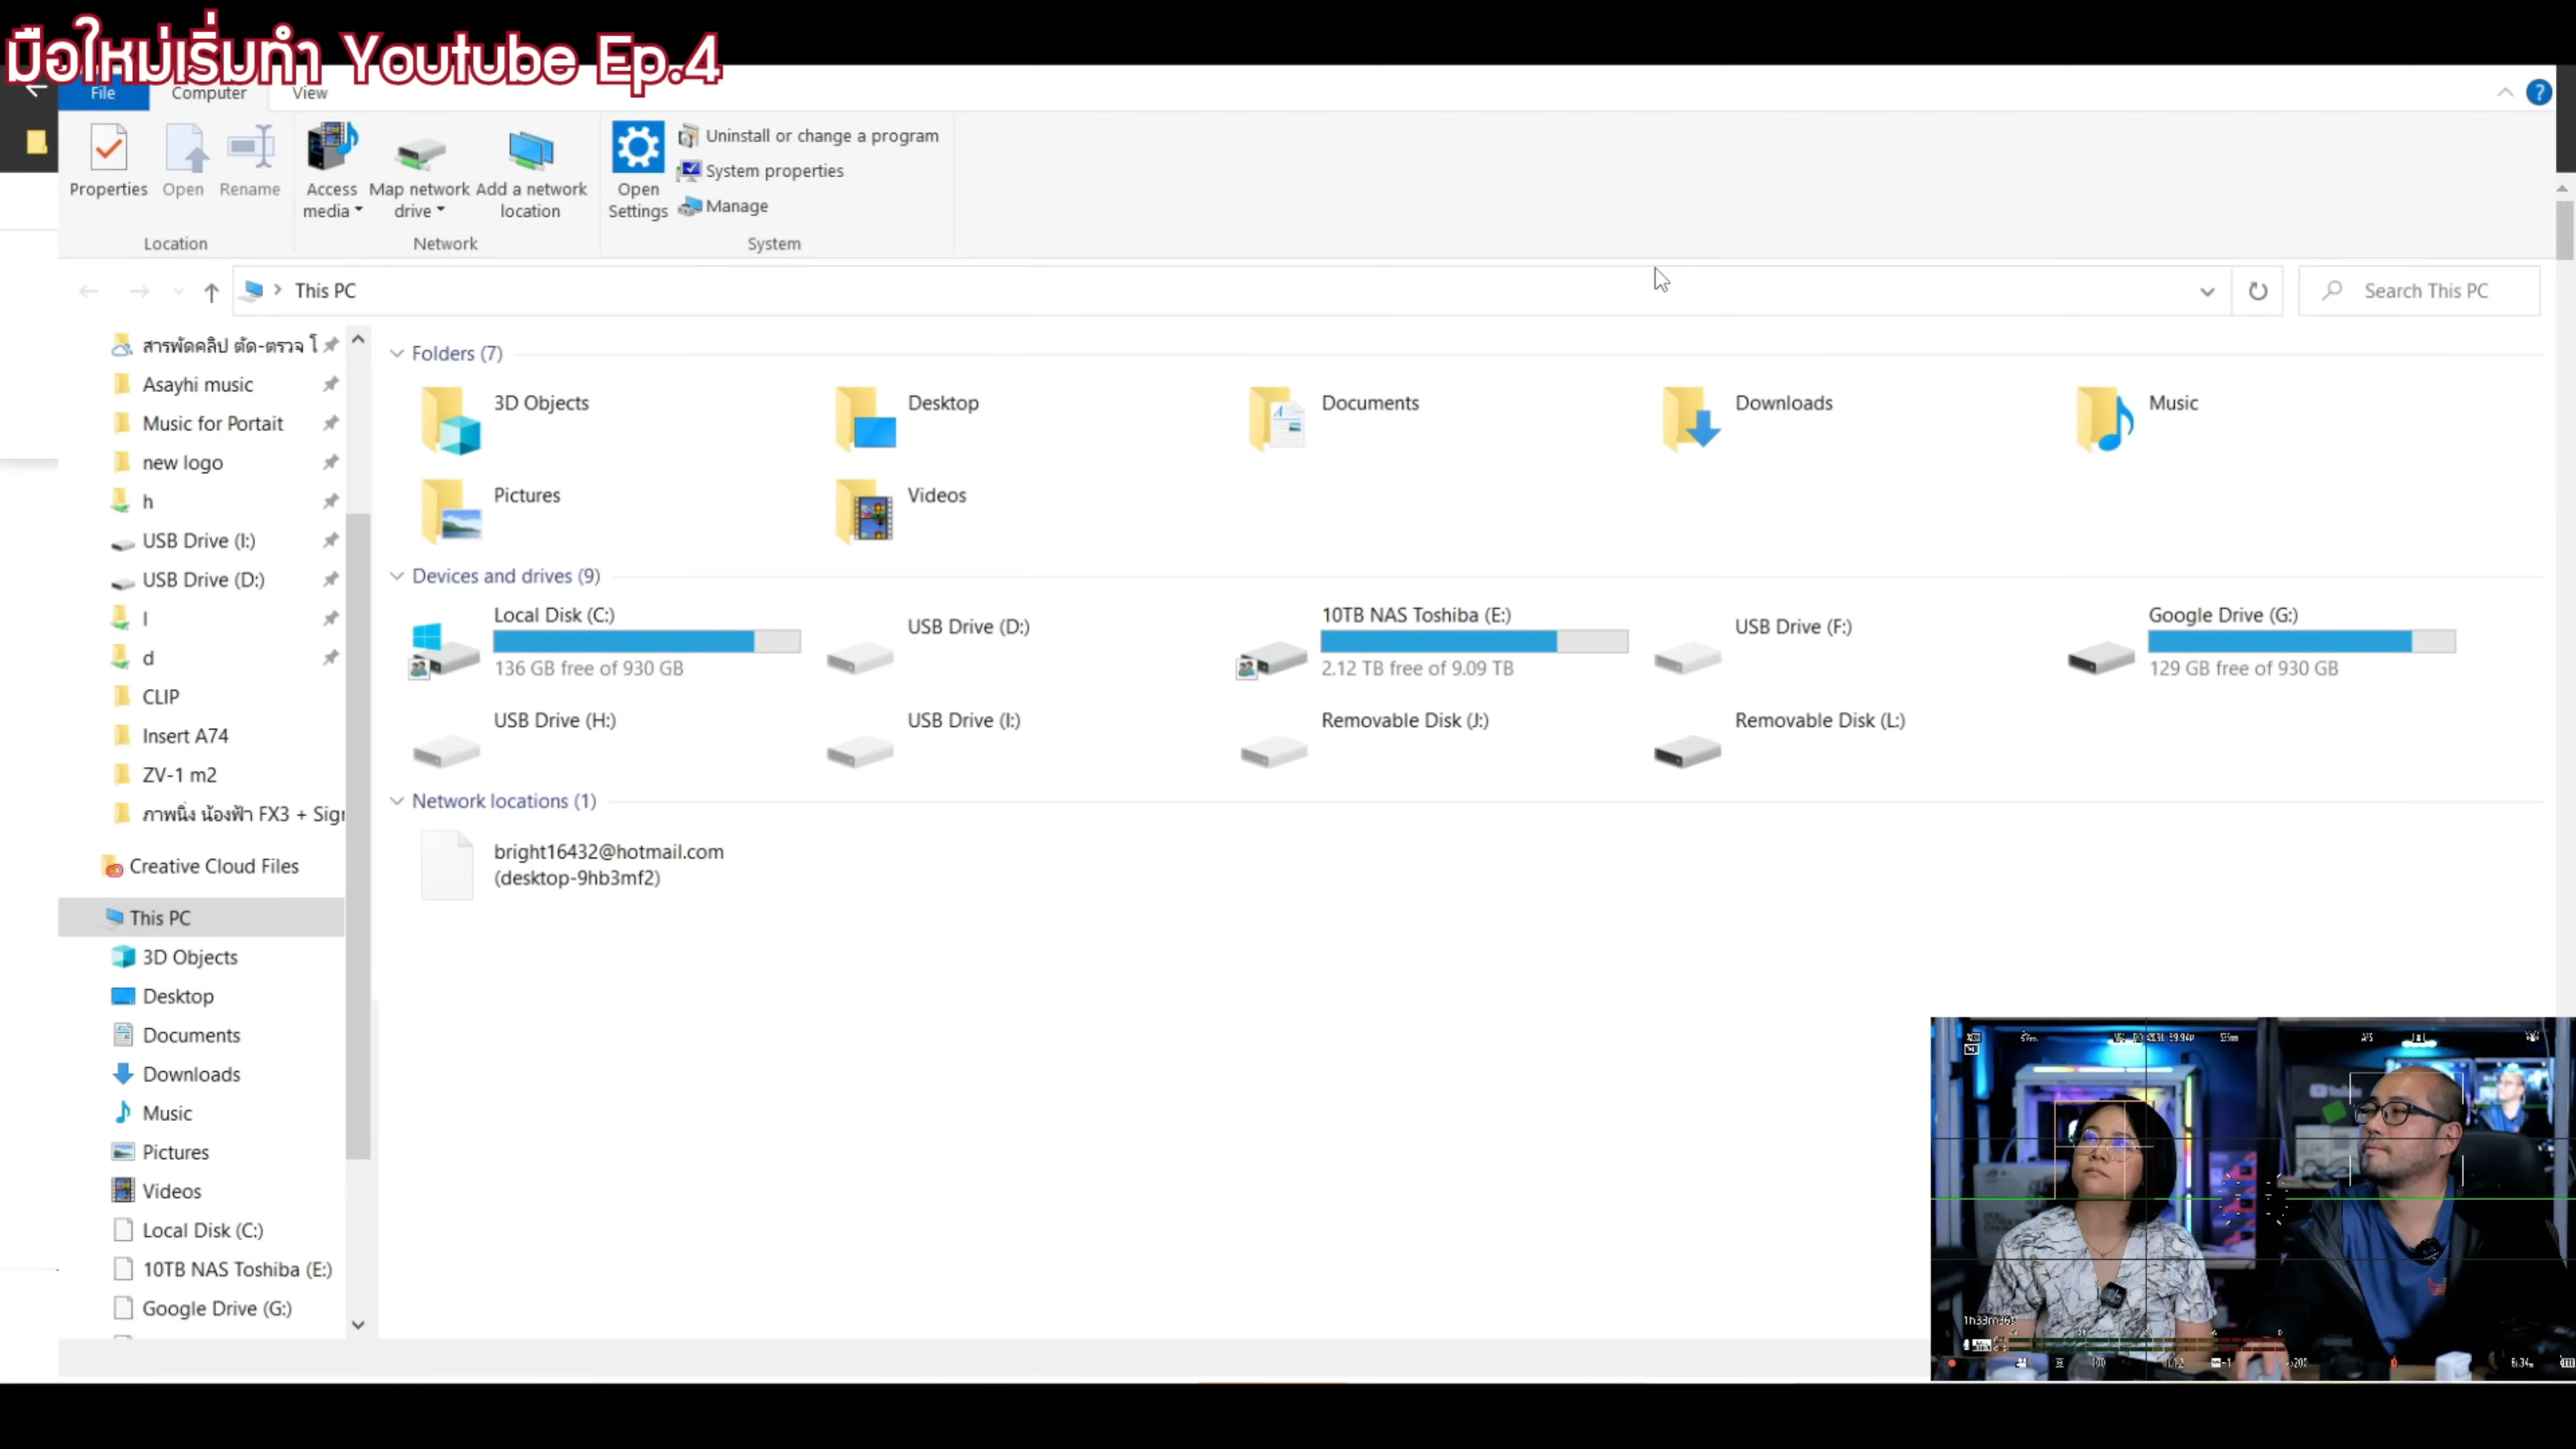 มือใหม่เริ่มทำ Youtube Ep.4
File
Computer
View
Properties
Open
Rename
Access media
Map network drive
Add a network location
Open Settings
Uninstall or change a program
System properties
Manage
Location
Network
System
This PC
Search This PC
สารพัดคลิป ตัด-ตรวจ โ
Asayhi music
Music for Portait
new logo
h
USB Drive (I:)
USB Drive (D:)
l
d
CLIP
Insert A74
ZV-1 m2
ภาพนิ่ง น้องฟ้า FX3 + Sigr
Creative Cloud Files
This PC
3D Objects
Desktop
Documents
Downloads
Music
Pictures
Videos
Local Disk (C:)
10TB NAS Toshiba (E:)
Google Drive (G:)
Folders (7)
3D Objects
Desktop
Documents
Downloads
Music
Pictures
Videos
Devices and drives (9)
Local Disk (C:)
136 GB free of 930 GB
USB Drive (D:)
10TB NAS Toshiba (E:)
2.12 TB free of 9.09 TB
USB Drive (F:)
Google Drive (G:)
129 GB free of 930 GB
USB Drive (H:)
USB Drive (I:)
Removable Disk (J:)
Removable Disk (L:)
Network locations (1)
bright16432@hotmail.com
(desktop-9hb3mf2)
1h33m36s